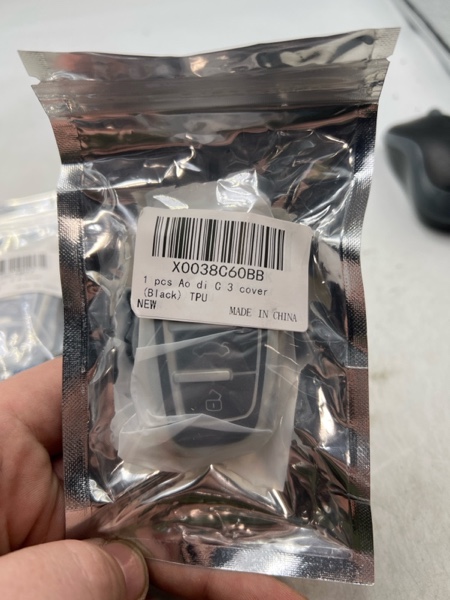 X0038C60BB
1 pcs Ao di C 3 cover
(Black) TPU
NEW
MADE IN CHINA